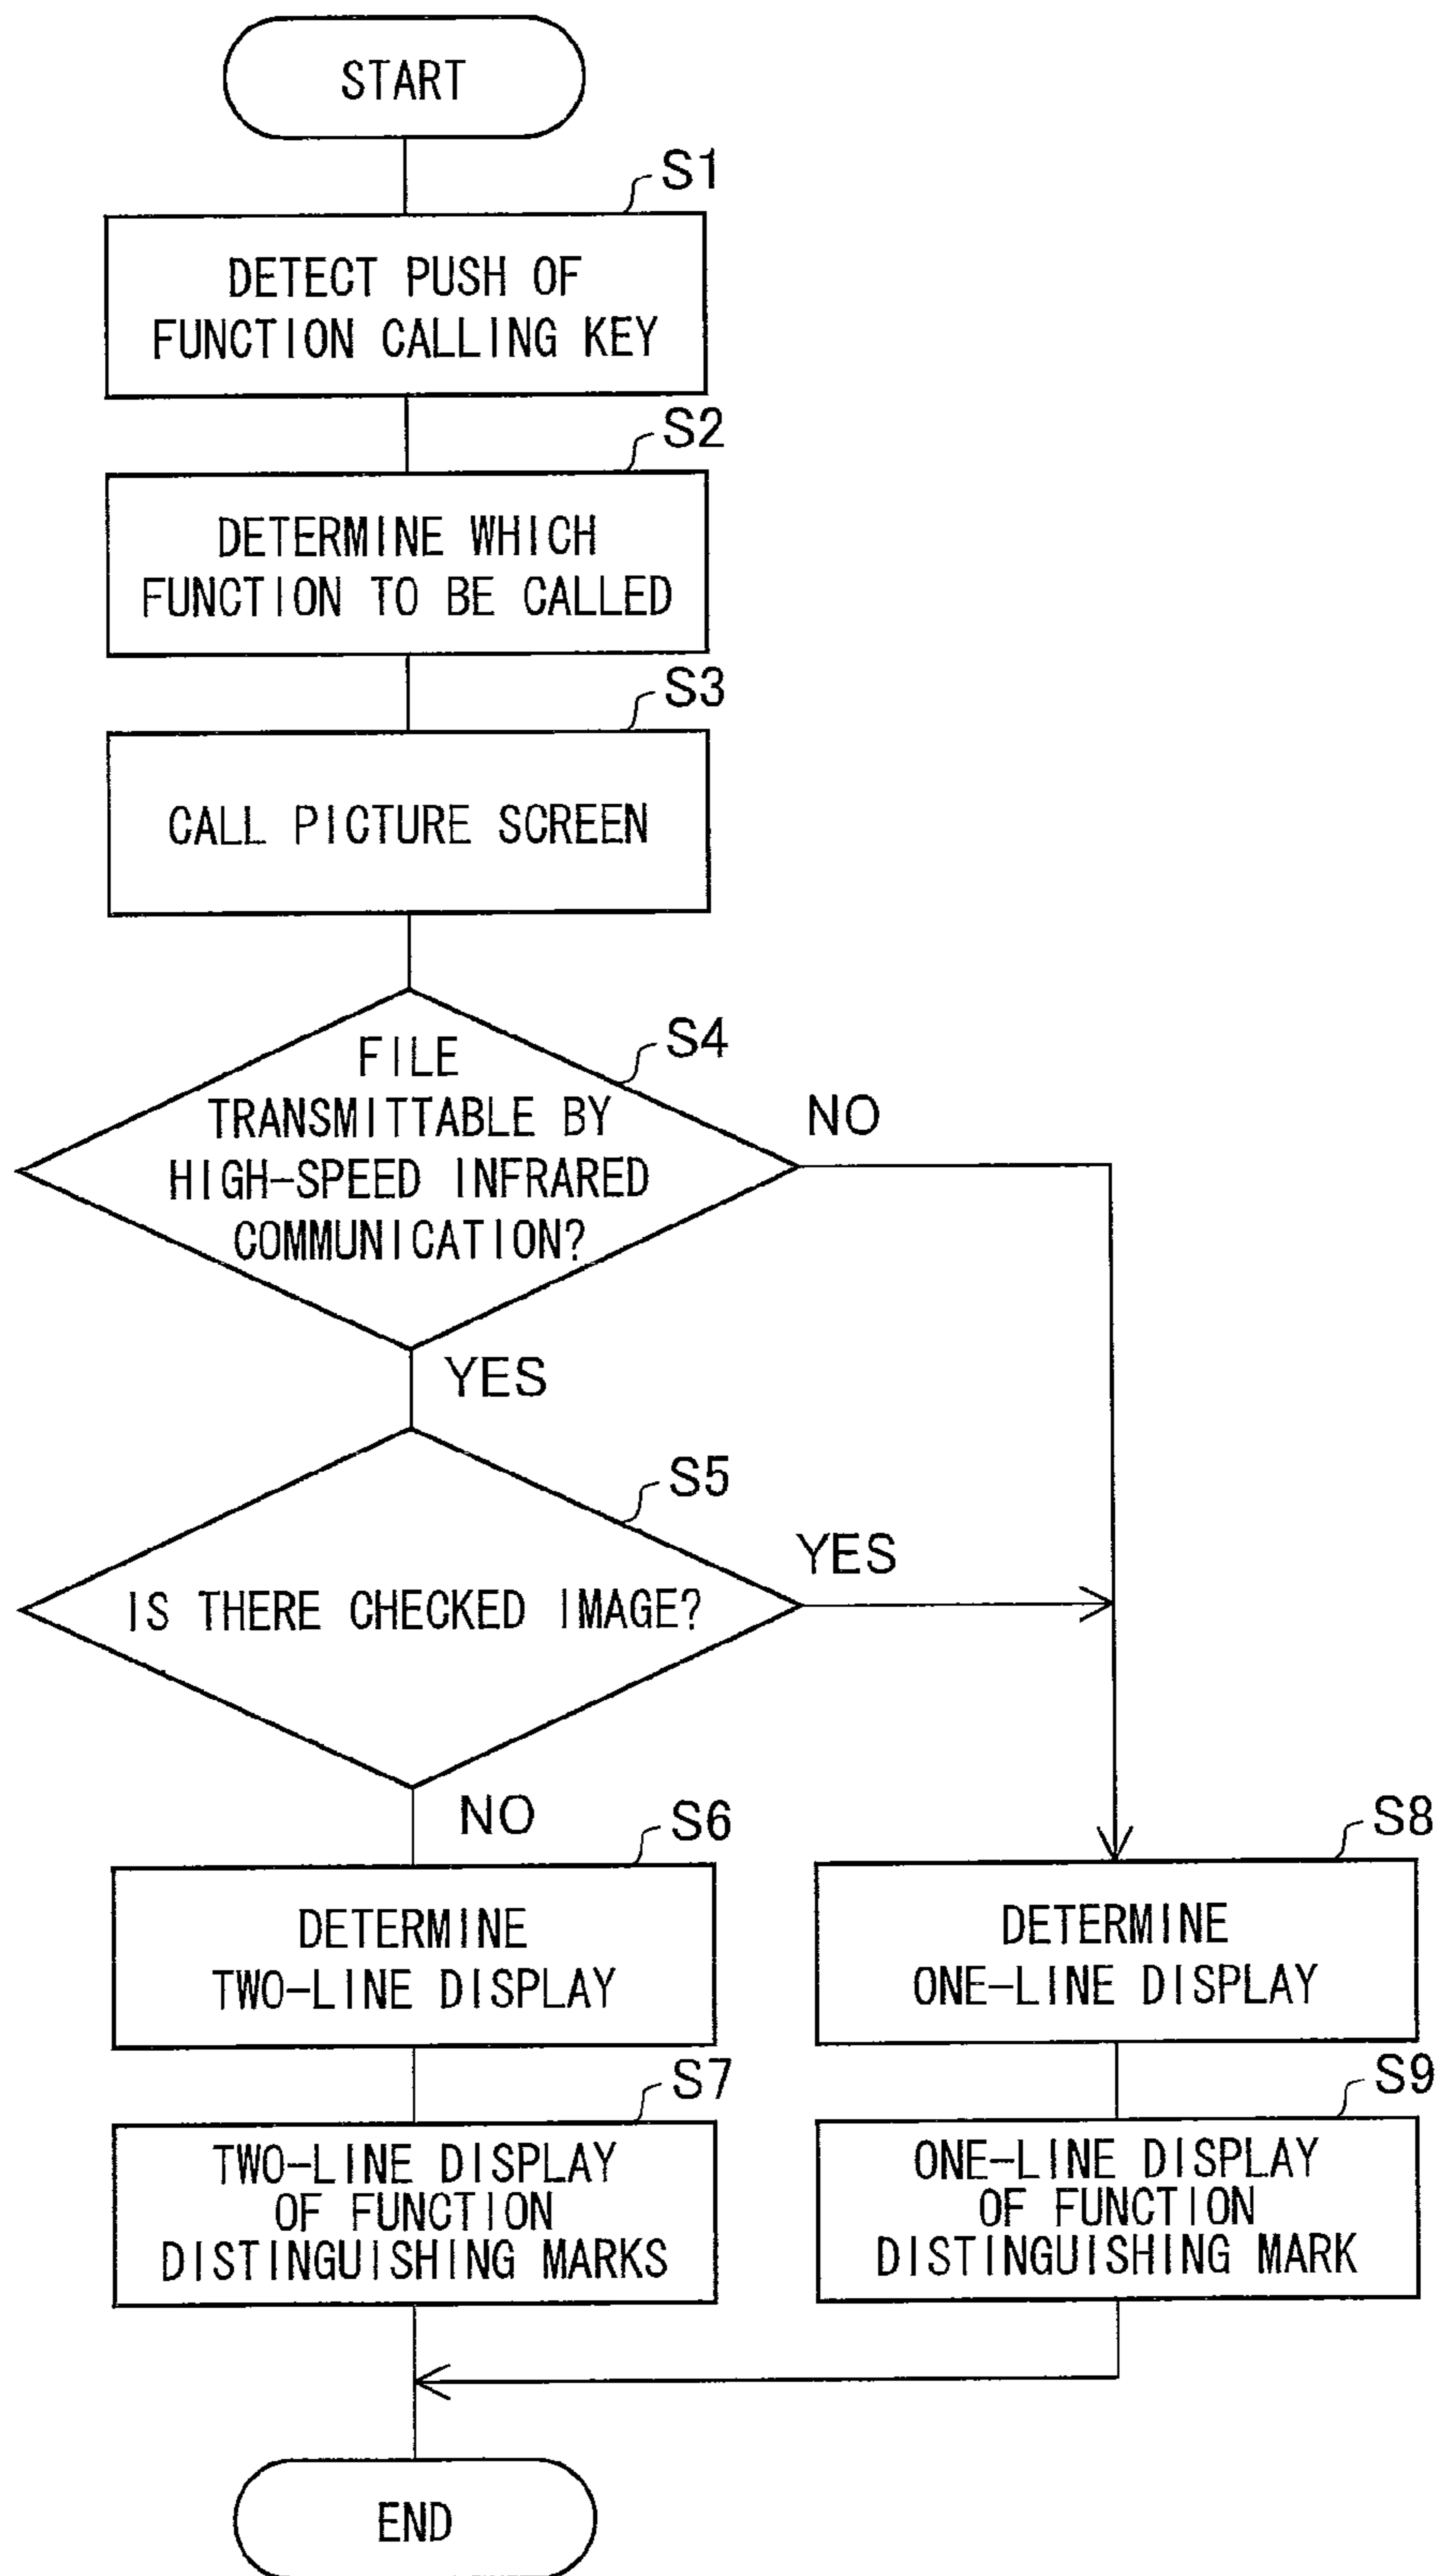 START
S1
DETECT PUSH OF
FUNCTION CALLING KEY
S2
DETERMINE WHICH
FUNCTION TO BE CALLED
S3
CALL PICTURE SCREEN
S4
FILE
TRANSMITTABLE BY
HIGH-SPEED INFRARED
COMMUNICATION?
NO
YES
S5
IS THERE CHECKED IMAGE?
YES
NO
S6
DETERMINE
TWO-LINE DISPLAY
S7
TWO-LINE DISPLAY
OF FUNCTION
DISTINGUISHING MARKS
S8
DETERMINE
ONE-LINE DISPLAY
S9
ONE-LINE DISPLAY
OF FUNCTION
DISTINGUISHING MARK
END